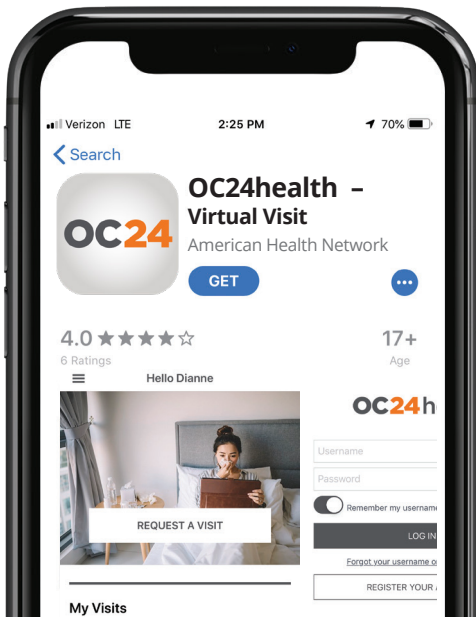 Verizon LTE 2:25 PM 70%
Search
OC24health –
Virtual Visit
OC24
American Health Network
GET
4.0 17+
6 Ratings Age
Hello Dianne
OC24h
Username
Password
Remember my username
REQUEST A VISIT
LOG IN
Forgot your username o
REGISTER YOUR
My Visits